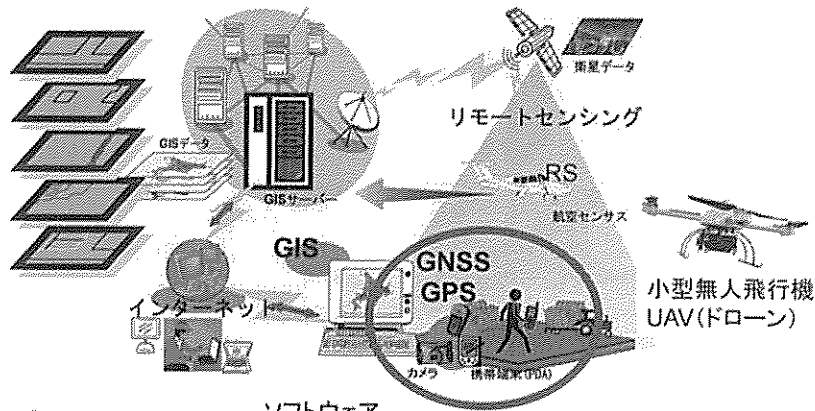 衛星データ
リモートセンシング
GISデータ
GISサーバー
RS
航空センサス
GIS
GNSS
GPS
インターネット
小型無人飛行機
UAV(ドローン)
カメラ
携帯端末(PDA)
ソフトウェア